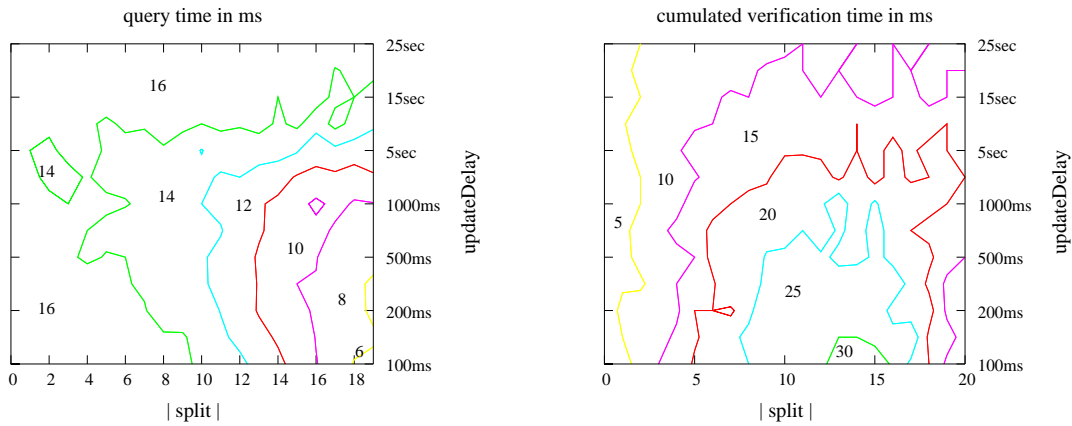 query time in ms
16
14
14
12
10
16
8
6
25sec
15sec
5sec
1000ms
500ms
200ms
100ms
updateDelay
0 2 4 6 8 10 12 14 16 18
| split |
cumulated verification time in ms
15
10
5
20
25
30
25sec
15sec
5sec
1000ms
500ms
200ms
100ms
updateDelay
0 5 10 15 20
| split |